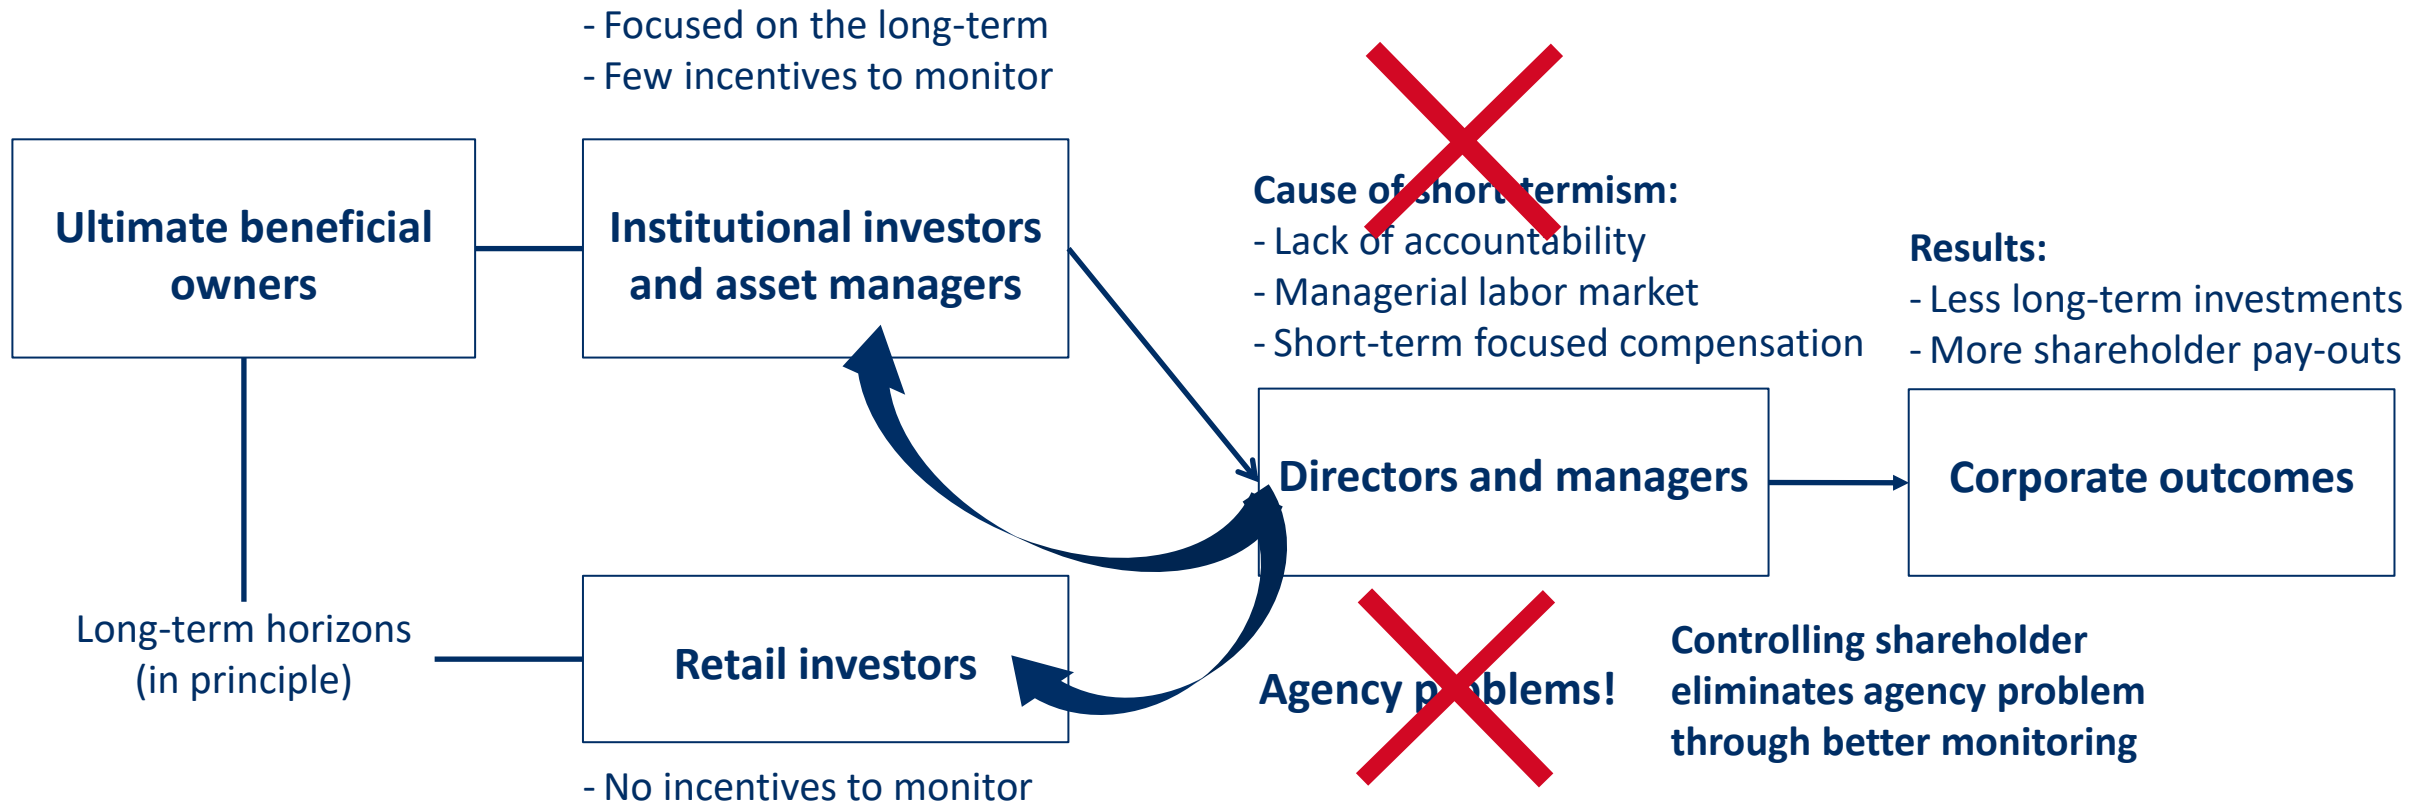 - Focused on the long-term
- Few incentives to monitor
Ultimate beneficial
owners
Institutional investors
and asset managers
Cause of short-termism:
- Lack of accountability
- Managerial labor market
- Short-term focused compensation
Results:
- Less long-term investments
- More shareholder pay-outs
Directors and managers
Corporate outcomes
Long-term horizons
(in principle)
Retail investors
- No incentives to monitor
Agency problems!
Controlling shareholder
eliminates agency problem
through better monitoring